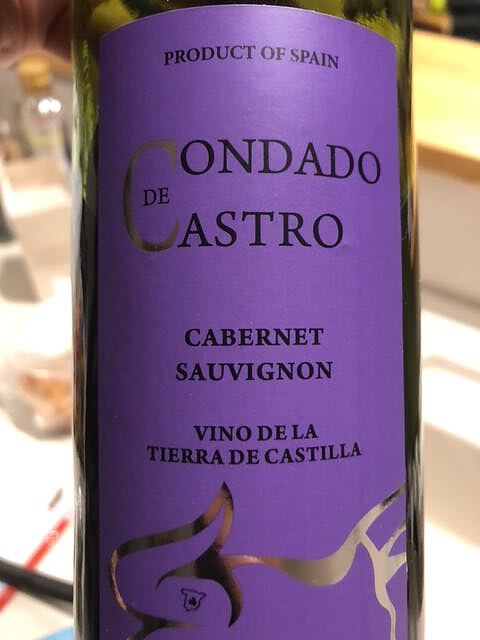 PRODUCT OF SPAIN
CONDADO
DE
CASTRO
CABERNET
SAUVIGNON
VINO DE LA
TIERRA DE CASTILLA